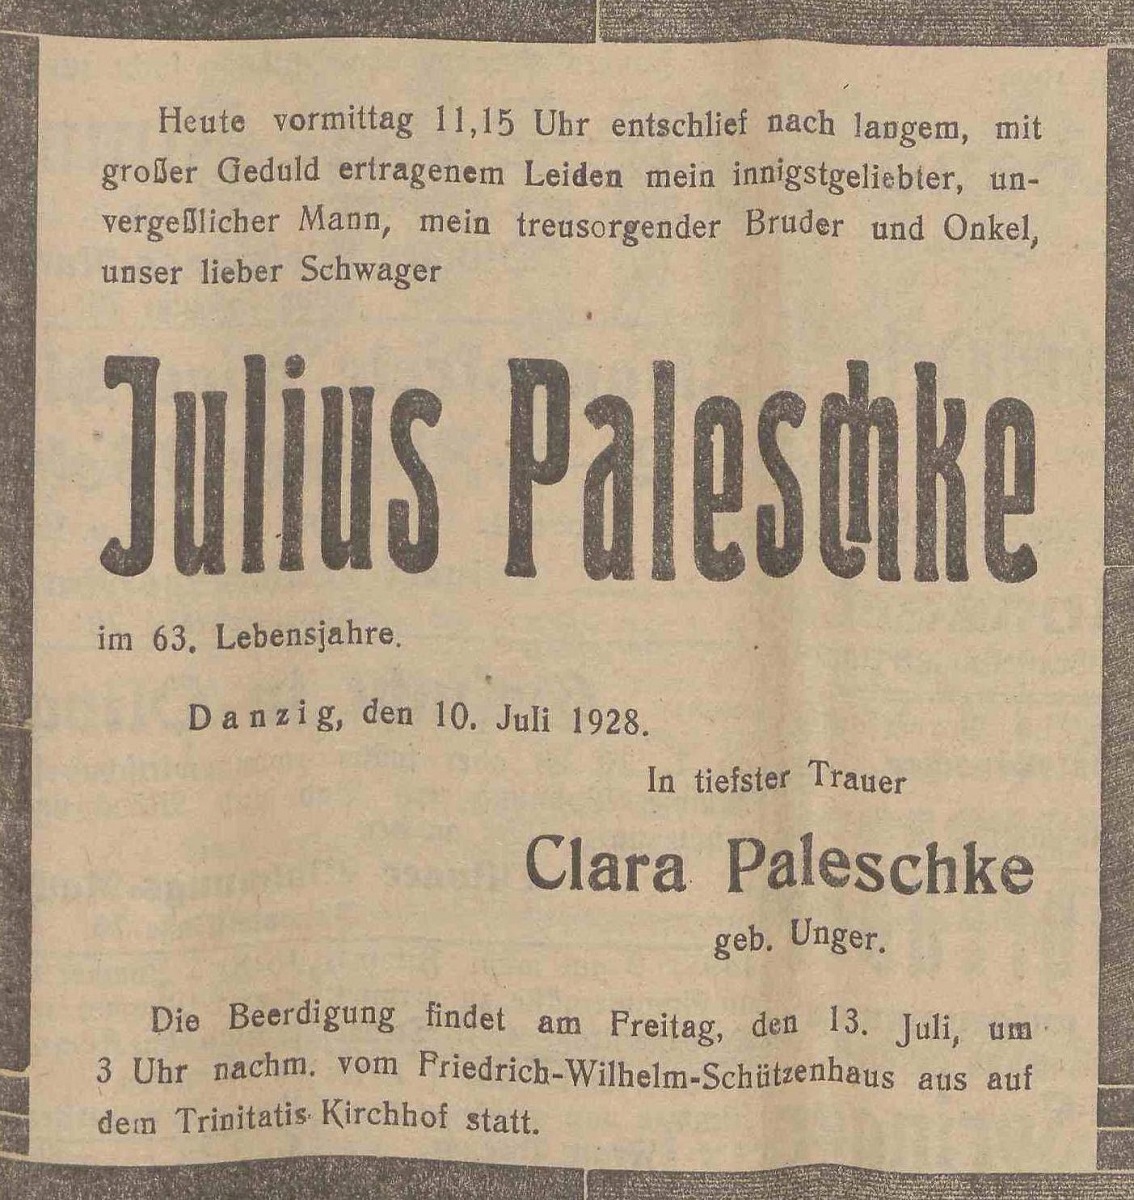 Heute vormittag 11,15 Uhr entschlief nach langem, mit
großer Geduld ertragenem Leiden mein innigstgeliebter, un-
vergeßlicher Mann, mein treusorgender Bruder und Onkel,
unser lieber Schwager
Julius Paleschke
im 63. Lebensjahre.
Danzig, den 10. Juli 1928.
In tiefster Trauer
Clara Paleschke
geb. Unger.
Die Beerdigung findet am Freitag, den 13. Juli, um
3 Uhr nachm. vom Friedrich-Wilhelm-Schützenhaus aus auf
dem Trinitatis-Kirchhof statt.